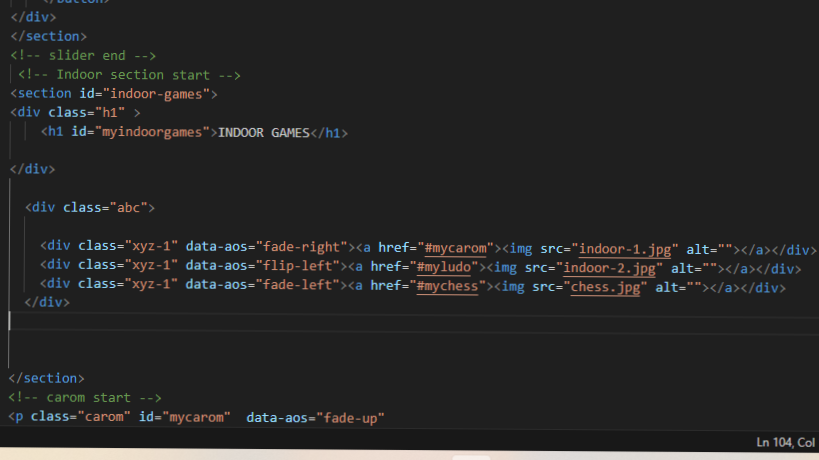 </button>
</div>
</section>
<!-- slider end -->
<!-- Indoor section start -->
<section id="indoor-games">
<div class="h1" >
<h1 id="myindoorgames">INDOOR GAMES</h1>
</div>
<div class="abc">
<div class="xyz-1" data-aos="fade-right"><a href="#mycarom"><img src="indoor-1.jpg" alt=""></a></div>
<div class="xyz-1" data-aos="flip-left"><a href="#myludo"><img src="indoor-2.jpg" alt=""></a></div>
<div class="xyz-1" data-aos="fade-left"><a href="#mychess"><img src="chess.jpg" alt=""></a></div>
</div>
</section>
<!-- carom start -->
<p class="carom" id="mycarom"  data-aos="fade-up"
Ln 104, Col